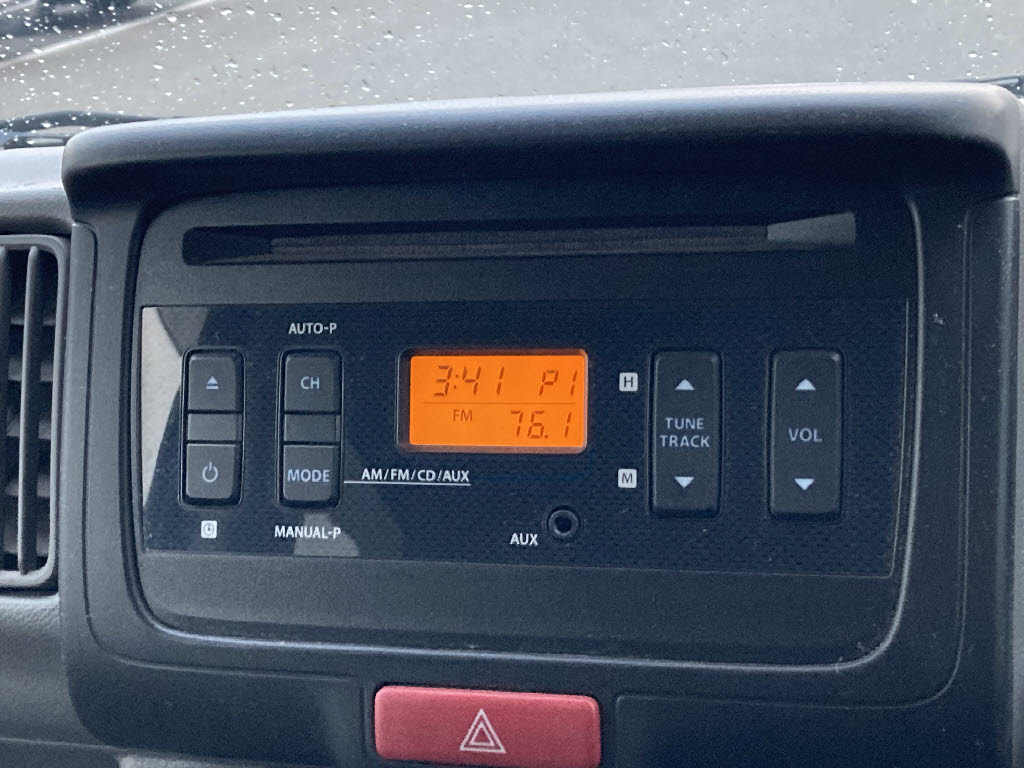 AUTO-P
CH
3:41 P1
FM 76.1
H
TUNE
TRACK
VOL
MODE
AM/FM/CD/AUX
M
MANUAL-P
AUX